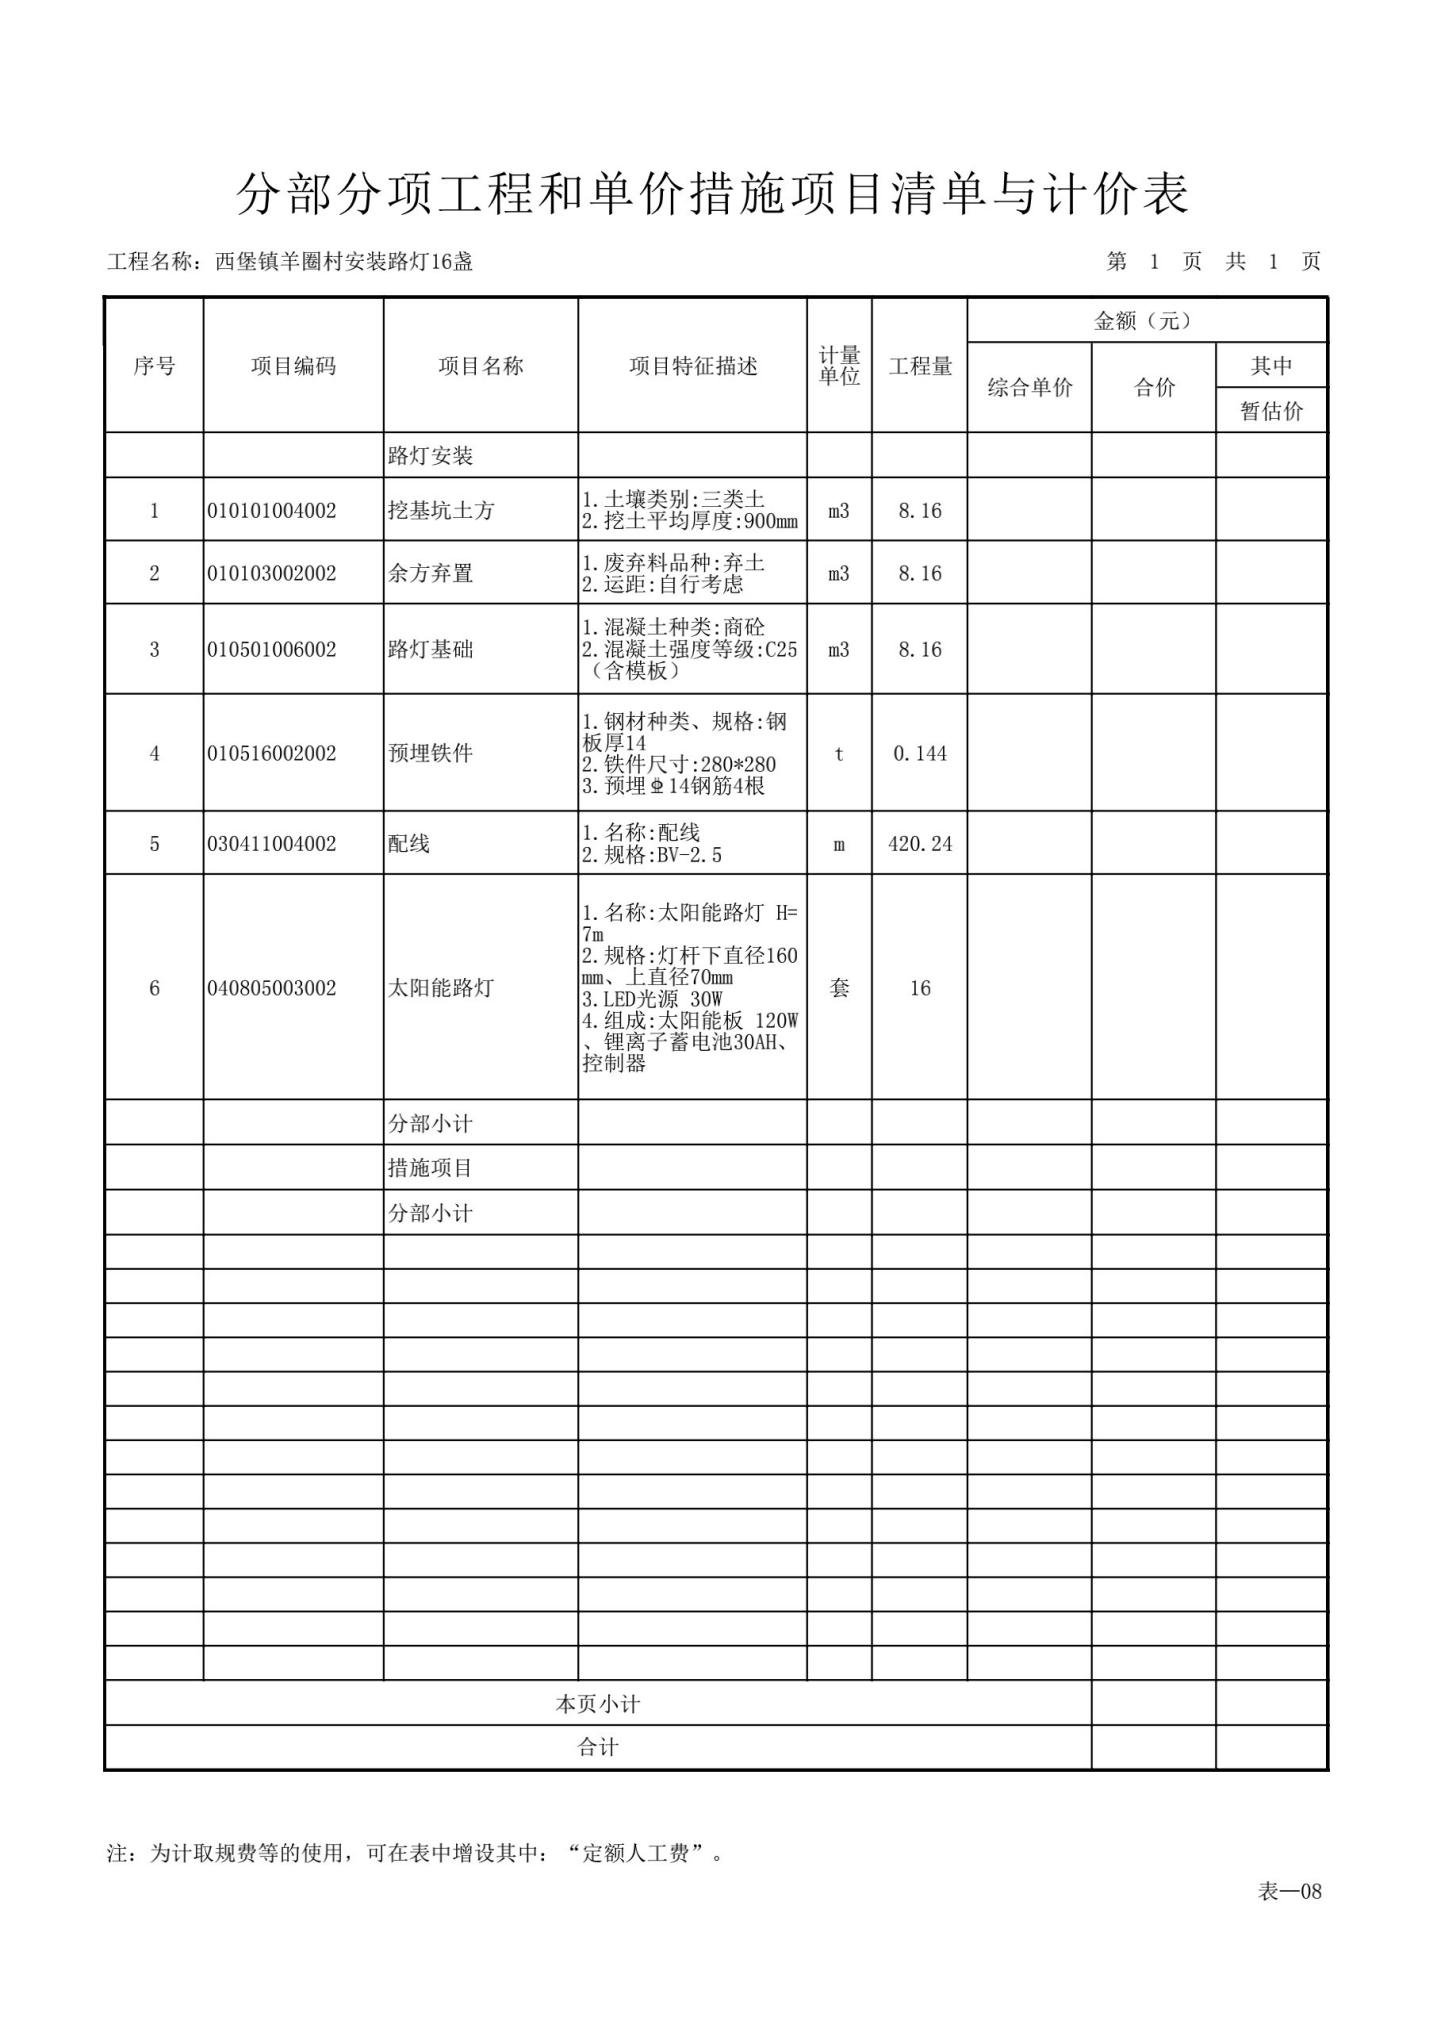 分部分项工程和单价措施项目清单与计价表
工程名称：西堡镇羊圈村安装路灯16盏
第 1 页 共 1 页
序号
项目编码
项目名称
项目特征描述
计量
单位
工程量
金额（元）
综合单价
合价
其中
暂估价
路灯安装
1
010101004002
挖基坑土方
1.土壤类别:三类土
2.挖土平均厚度:900mm
m3
8.16
2
010103002002
余方弃置
1.废弃料品种:弃土
2.运距:自行考虑
m3
8.16
3
010501006002
路灯基础
1.混凝土种类:商砼
2.混凝土强度等级:C25
（含模板）
m3
8.16
4
010516002002
预埋铁件
1.钢材种类、规格:钢
板厚14
2.铁件尺寸:280*280
3.预埋⏀14钢筋4根
t
0.144
5
030411004002
配线
1.名称:配线
2.规格:BV-2.5
m
420.24
6
040805003002
太阳能路灯
1.名称:太阳能路灯 H=
7m
2.规格:灯杆下直径160
mm、上直径70mm
3.LED光源 30W
4.组成:太阳能板 120W
、锂离子蓄电池30AH、
控制器
套
16
分部小计
措施项目
分部小计
本页小计
合计
注：为计取规费等的使用，可在表中增设其中：“定额人工费”。
表—08